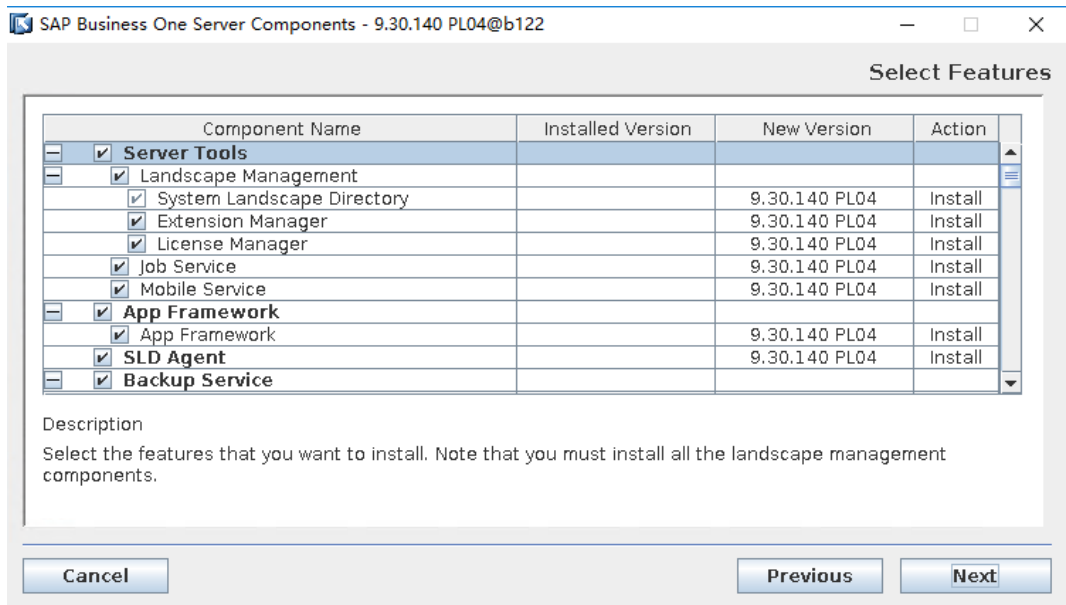 SAP Business One Server Components - 9.30.140 PL04@b122
Select Features
Component Name Installed Version New Version Action
Server Tools
Landscape Management
System Landscape Directory 9.30.140 PL04 Install
Extension Manager 9.30.140 PL04 Install
License Manager 9.30.140 PL04 Install
Job Service 9.30.140 PL04 Install
Mobile Service 9.30.140 PL04 Install
App Framework
App Framework 9.30.140 PL04 Install
SLD Agent 9.30.140 PL04 Install
Backup Service
Description
Select the features that you want to install. Note that you must install all the landscape management
components.
Cancel Previous Next